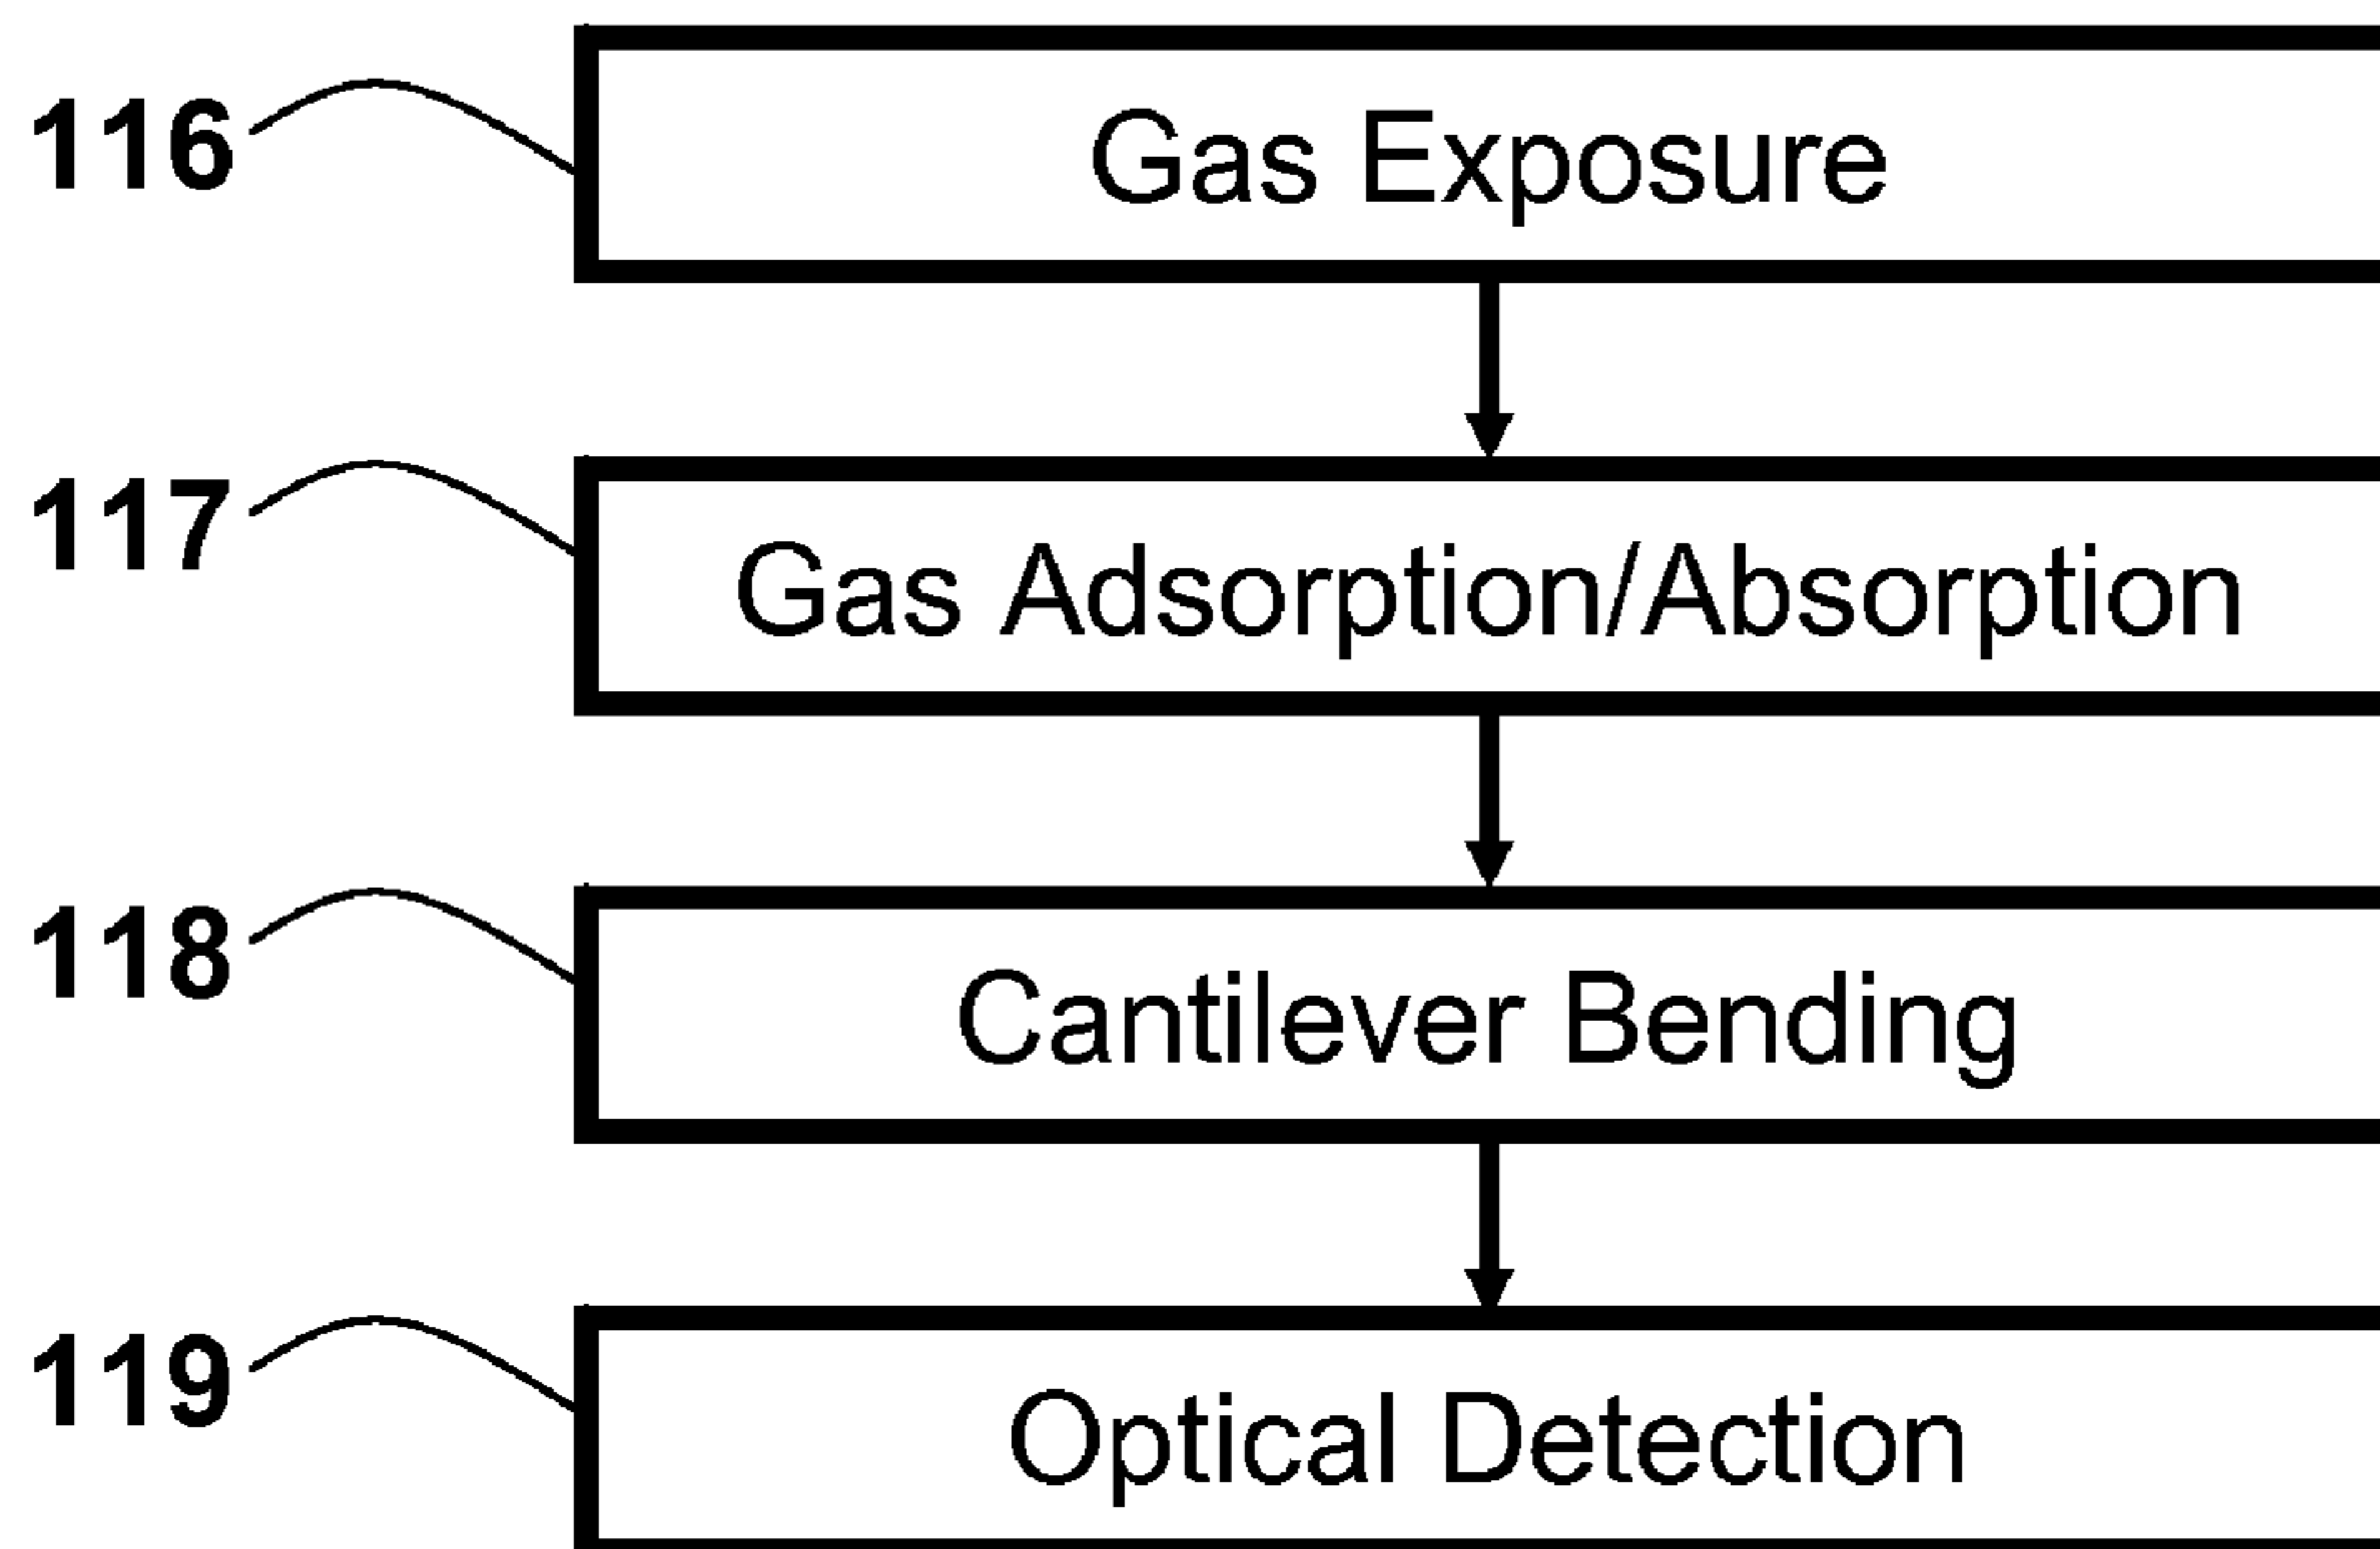 116 Gas Exposure
117 Gas Adsorption/Absorption
118 Cantilever Bending
119 Optical Detection